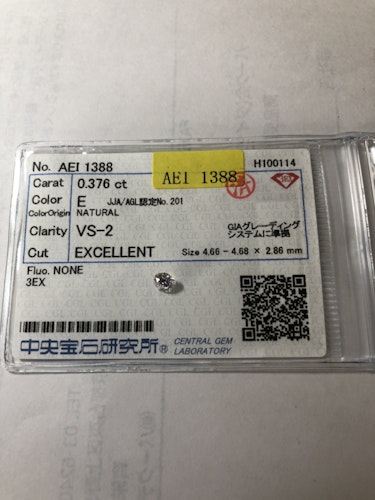 No. AEI 1388
AEI 1388
H100114
Carat 0.376 ct
Color E JJA/AGL認定No.201
ColorOrigin NATURAL
Clarity VS-2
GIAグレーディング
システムに準拠
Cut EXCELLENT Size 4.66 - 4.68 × 2.86 mm
Fluo. NONE
3EX
中央宝石研究所®
CENTRAL GEM
LABORATORY